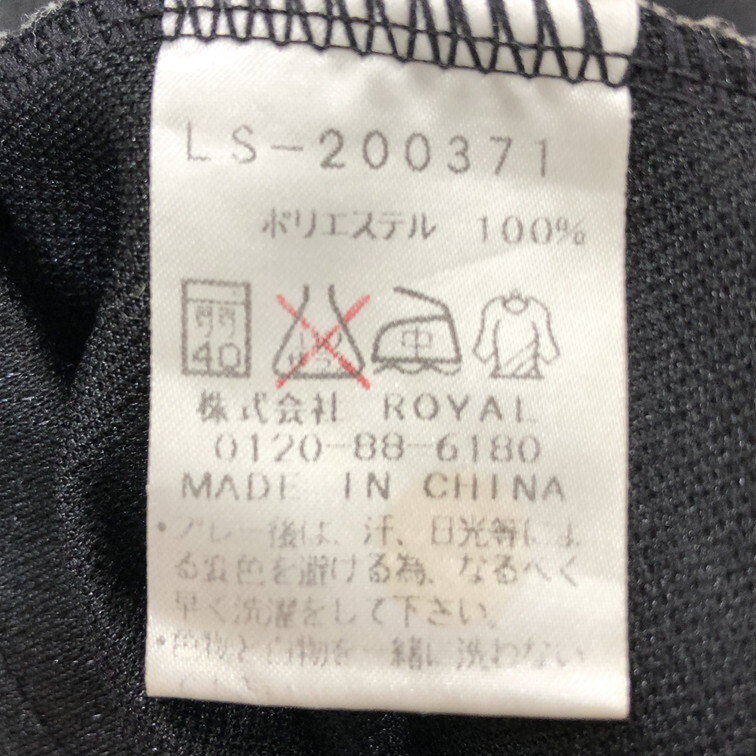 LS-200371
ポリエステル 100%
40
中
株式会社 ROYAL
0120-88-6180
MADE IN CHINA
・プレー後は、汗、日光等によ
る変色を避ける為、なるべく
早く洗濯をして下さい。
・色物と白物を一緒に洗わない